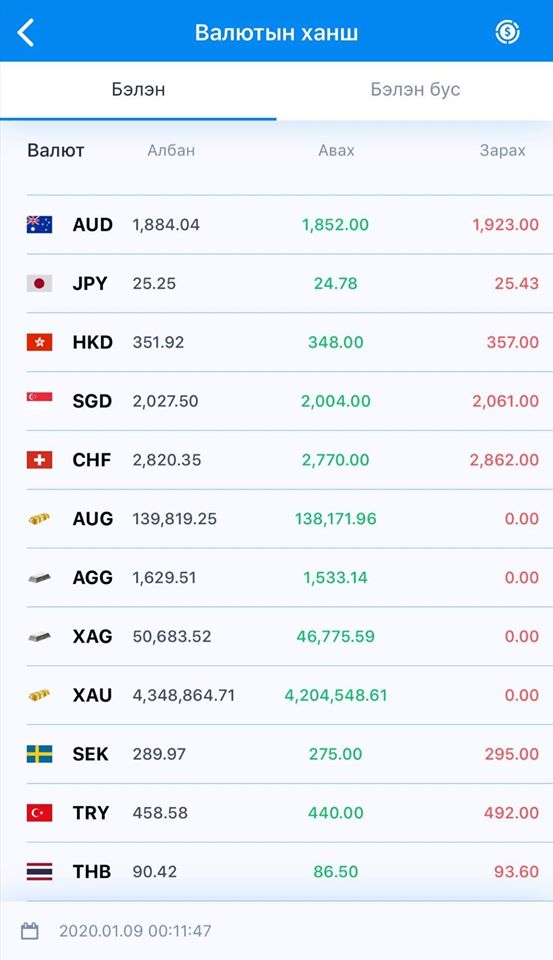 Валютын ханш
Бэлэн Бэлэн бус
Валют Албан Авах Зарах
AUD 1,884.04 1,852.00 1,923.00
JPY 25.25 24.78 25.43
HKD 351.92 348.00 357.00
SGD 2,027.50 2,004.00 2,061.00
CHF 2,820.35 2,770.00 2,862.00
AUG 139,819.25 138,171.96 0.00
AGG 1,629.51 1,533.14 0.00
XAG 50,683.52 46,775.59 0.00
XAU 4,348,864.71 4,204,548.61 0.00
SEK 289.97 275.00 295.00
TRY 458.58 440.00 492.00
THB 90.42 86.50 93.60
2020.01.09 00:11:47